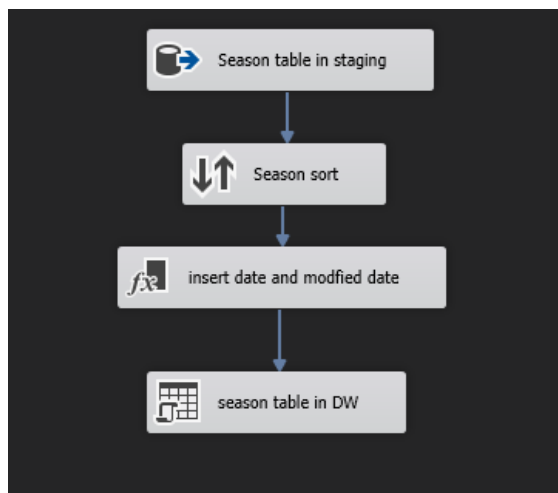 Season table in staging
Season sort
insert date and modfied date
season table in DW